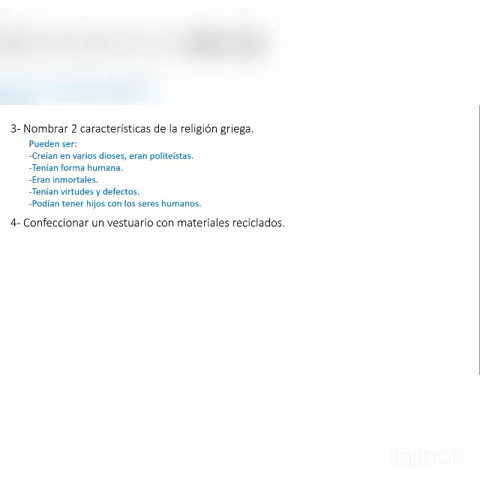 3- Nombrar 2 características de la religión griega.
Pueden ser:
-Creían en varios dioses, eran politeístas.
-Tenían forma humana.
-Eran inmortales.
-Tenían virtudes y defectos.
-Podían tener hijos con los seres humanos.
4- Confeccionar un vestuario con materiales reciclados.